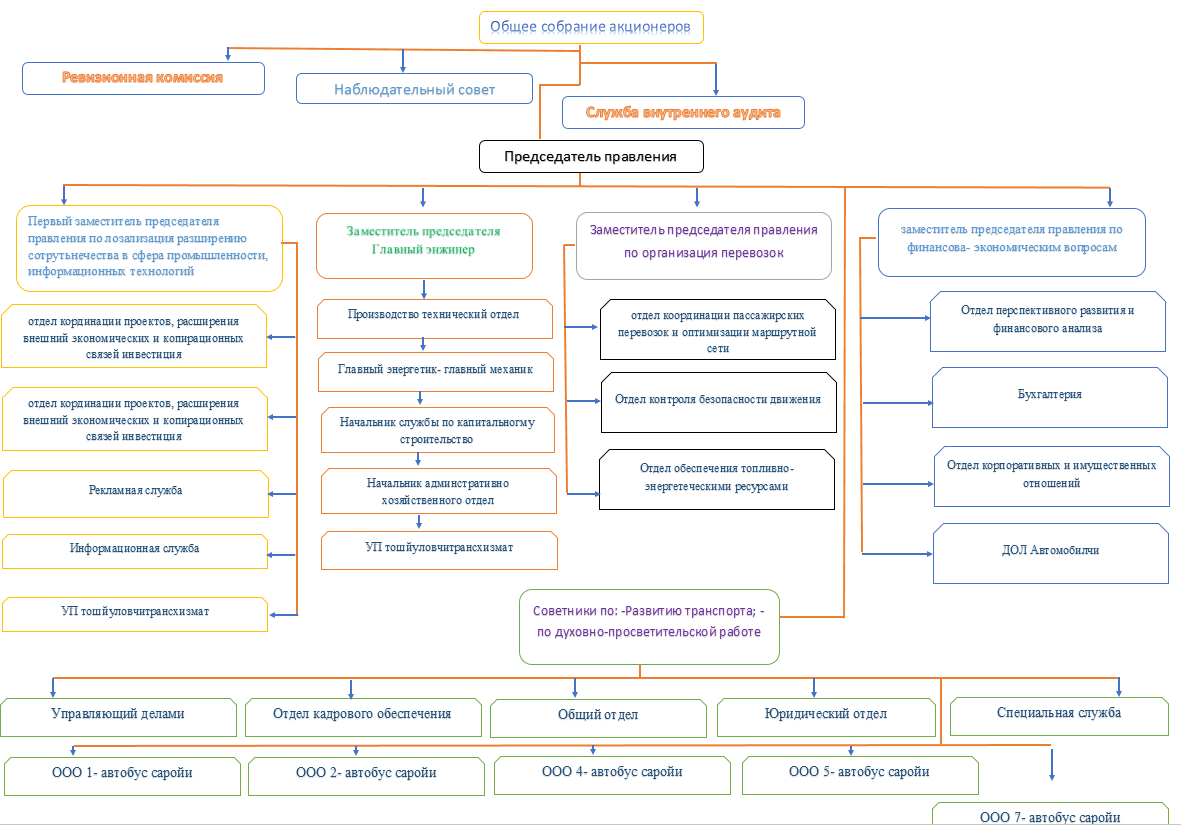 Общее собрание акционеров
Ревизионная комиссия
Наблюдательный совет
Служба внутреннего аудита
Председатель правления
Первый заместитель председателя
правления по лозализация разширению
сотрутьнечества в сфера промышленности,
информационных технологий
Заместитель председателя
Главный энжинер
Заместитель председателя правления
по организация перевозок
заместитель председателя правления по
финансова- экономическим вопросам
отдел кординации проектов, расширения
внешний экономических и копирационных
связей инвестиция
отдел кординации проектов, расширения
внешний экономических и копирационных
связей инвестиция
Рекламная служба
Информационная служба
УП тошйуловчитрансхизмат
Производство технический отдел
Главный энергетик- главный механик
Начальник службы по капитальногму
строительство
Начальник админстративно
хозяйственного отдел
УП тошйуловчитрансхизмат
отдел координации пассажирских
перевозок и оптимизации маршрутной
сети
Отдел контроля безопасности движения
Отдел обеспечения топливно-
энергетеческими ресурсами
Отдел перспективного развития и
финансового анализа
Бухгалтерия
Отдел корпоративных и имущественных
отношений
ДОЛ Автомобилчи
Советники по: -Развитию транспорта; -
по духовно-просветительской работе
Управляющий делами
Отдел кадрового обеспечения
Общий отдел
Юридический отдел
Специальная служба
ООО 1- автобус саройи
ООО 2- автобус саройи
ООО 4- автобус саройи
ООО 5- автобус саройи
ООО 7- автобус саройи